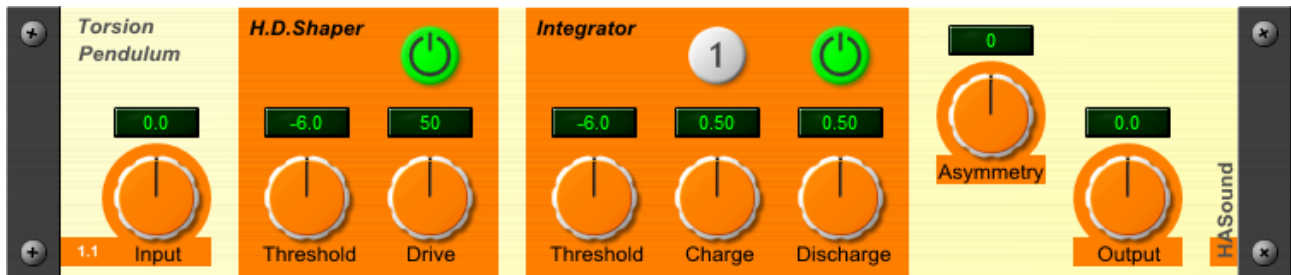 Torsion
Pendulum
0.0
1.1
Input
H.D.Shaper
-6.0
50
Threshold
Drive
Integrator
1
-6.0
0.50
0.50
Threshold
Charge
Discharge
0
Asymmetry
0.0
Output
HASound